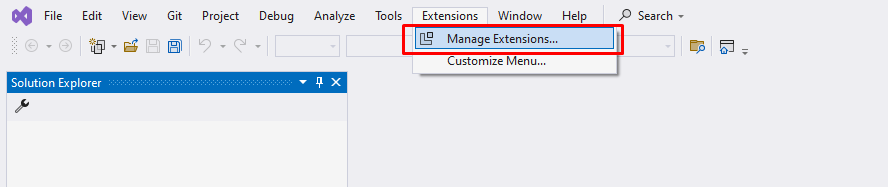 File Edit View Git Project Debug Analyze Tools Extensions Window Help Search
Manage Extensions...
Customize Menu...
Solution Explorer